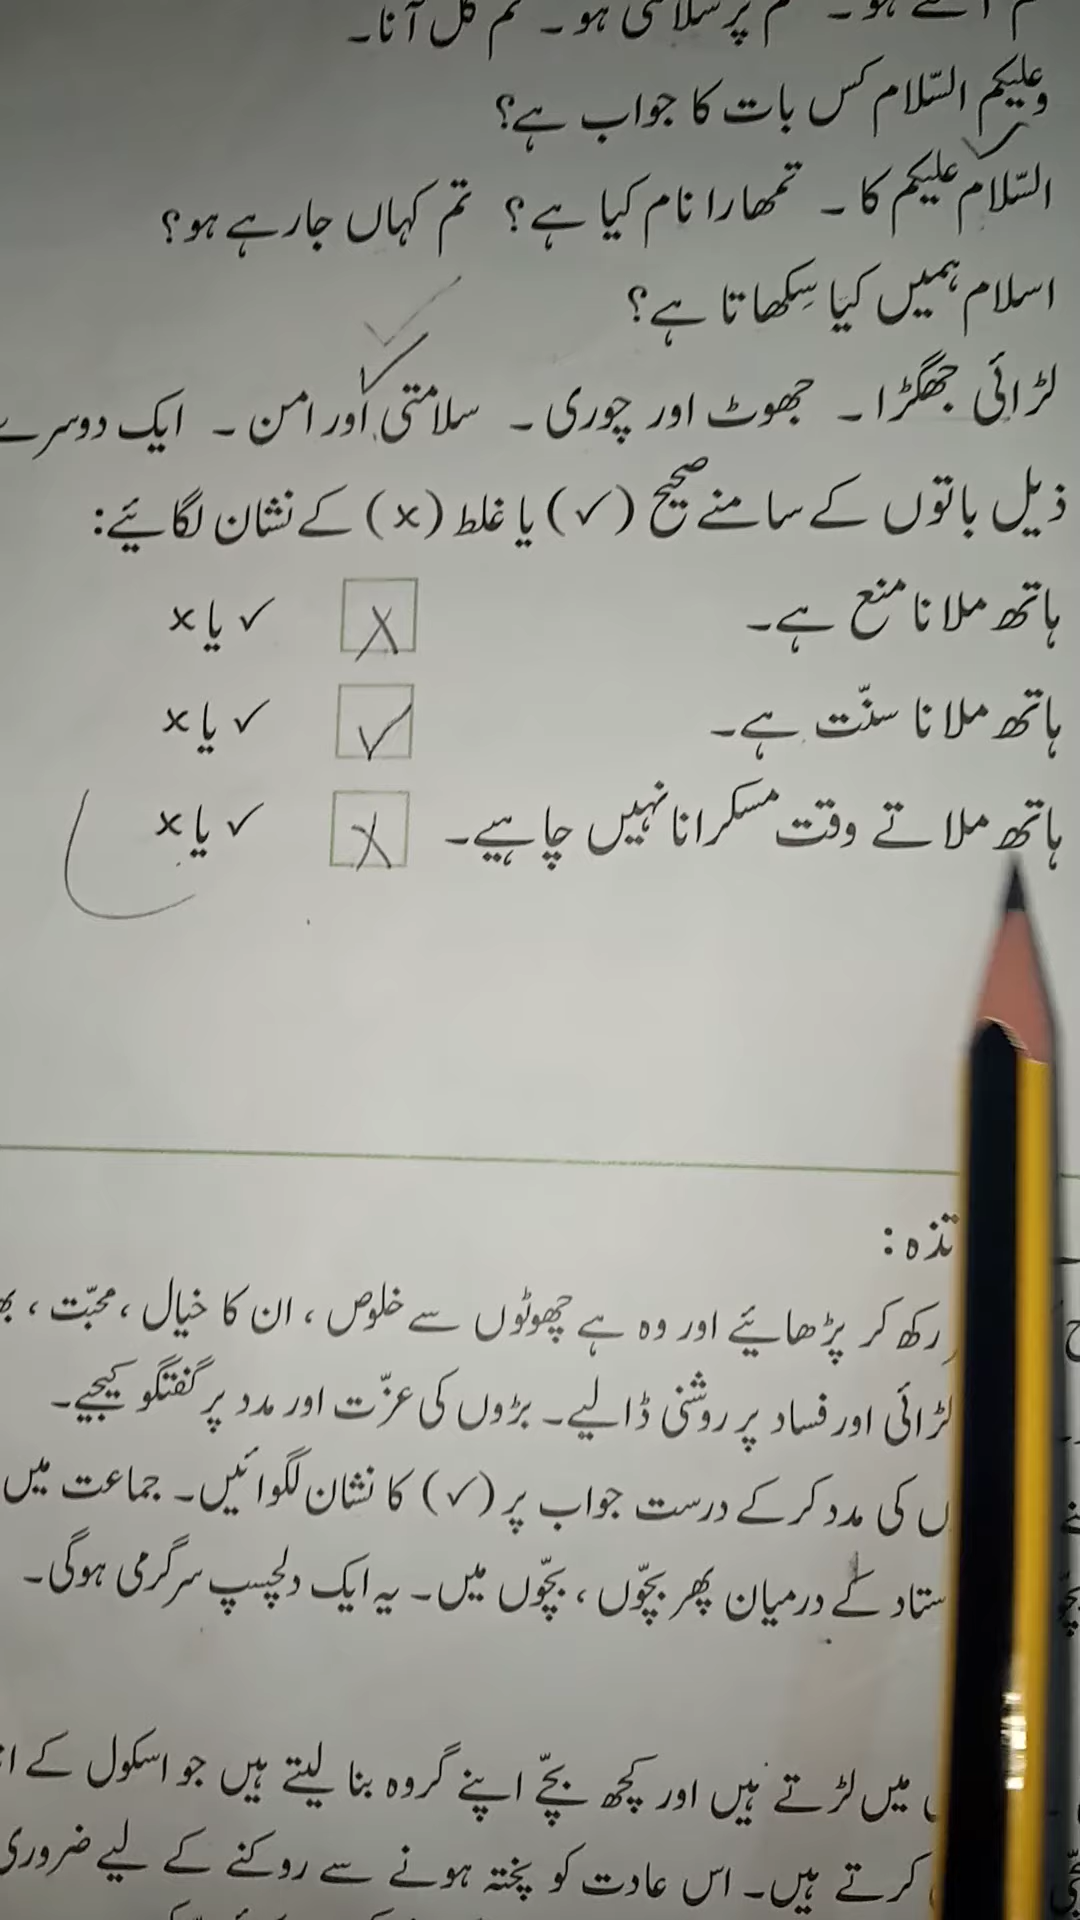 پر سلامتی ہو۔ تم کل آنا۔
وعلیکم السّلام کس بات کا جواب ہے؟
السّلام علیکم کا۔ تمھارا نام کیا ہے؟ تم کہاں جا رہے ہو؟
اسلام ہمیں کیا سِکھاتا ہے؟
لڑائی جھگڑا۔ جھوٹ اور چوری۔ سلامتی اور امن۔ ایک دوسرے
ذیل باتوں کے سامنے صحیح (✓) یا غلط (×) کے نشان لگائیے:
ہاتھ ملانا منع ہے۔ × ✓ یا ×
ہاتھ ملانا سنّت ہے۔ ✓ ✓ یا ×
ہاتھ ملاتے وقت مسکرانا نہیں چاہیے۔ × ✓ یا ×
تذہ:
رکھ کر پڑھائیے اور وہ ہے چھوٹوں سے خلوص، ان کا خیال، محبّت،
لڑائی اور فساد پر روشنی ڈالیے۔ بڑوں کی عزّت اور مدد پر گفتگو کیجیے۔
کی مدد کر کے درست جواب پر (✓) کا نشان لگوائیں۔ جماعت میں
ستاد کے درمیان پھر بچّوں، بچّوں میں۔ یہ ایک دلچسپ سرگرمی ہوگی۔
میں لڑتے ہیں اور کچھ بچّے اپنے گروہ بنا لیتے ہیں جو اسکول کے
کرتے ہیں۔ اس عادت کو پختہ ہونے سے روکنے کے لیے ضروری